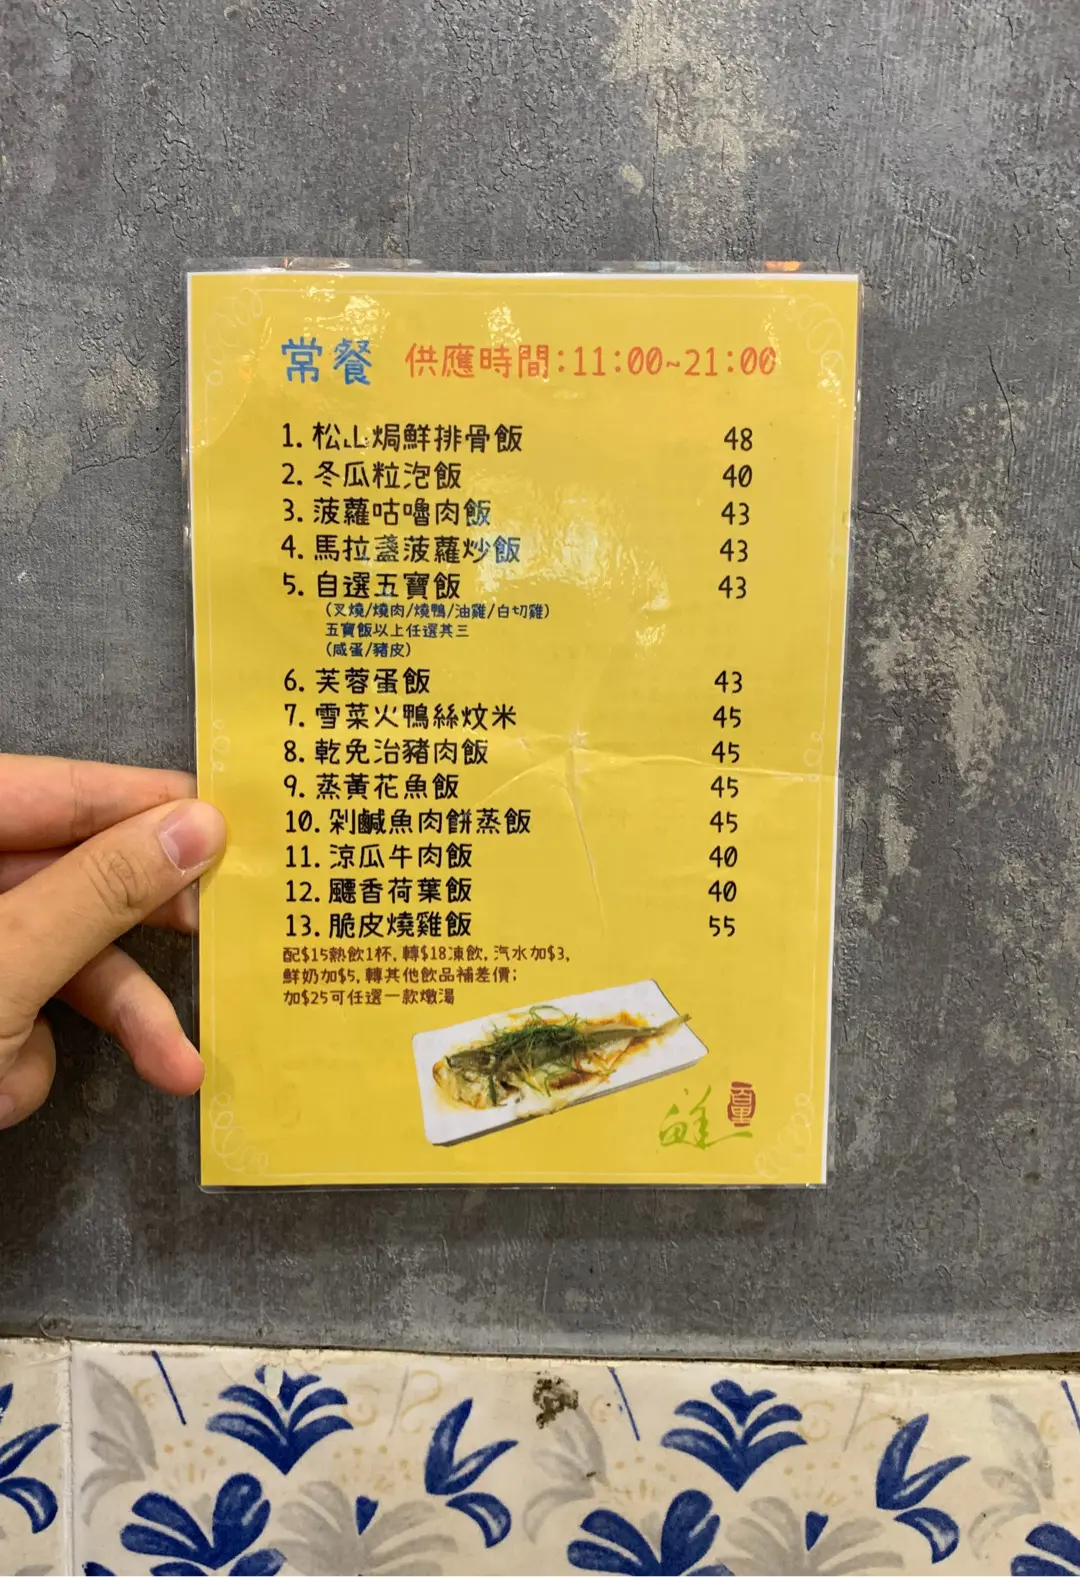 常餐 供應時間:11:00~21:00
1. 松山焗鮮排骨飯 48
2. 冬瓜粒泡飯 40
3. 菠蘿咕嚕肉飯 43
4. 馬拉盞菠蘿炒飯 43
5. 自選五寶飯 43
(叉燒/燒肉/燒鴨/油雞/白切雞)
五寶飯以上任選其三
(咸蛋/豬皮)
6. 芙蓉蛋飯 43
7. 雪菜火鴨絲炆米 45
8. 乾免治豬肉飯 45
9. 蒸黃花魚飯 45
10. 剁鹹魚肉餅蒸飯 45
11. 涼瓜牛肉飯 40
12. 飄香荷葉飯 40
13. 脆皮燒雞飯 55
配$15熱飲1杯, 轉$18凍飲, 汽水加$3,
鮮奶加$5, 轉其他飲品補差價;
加$25可任選一款燉湯
鮮